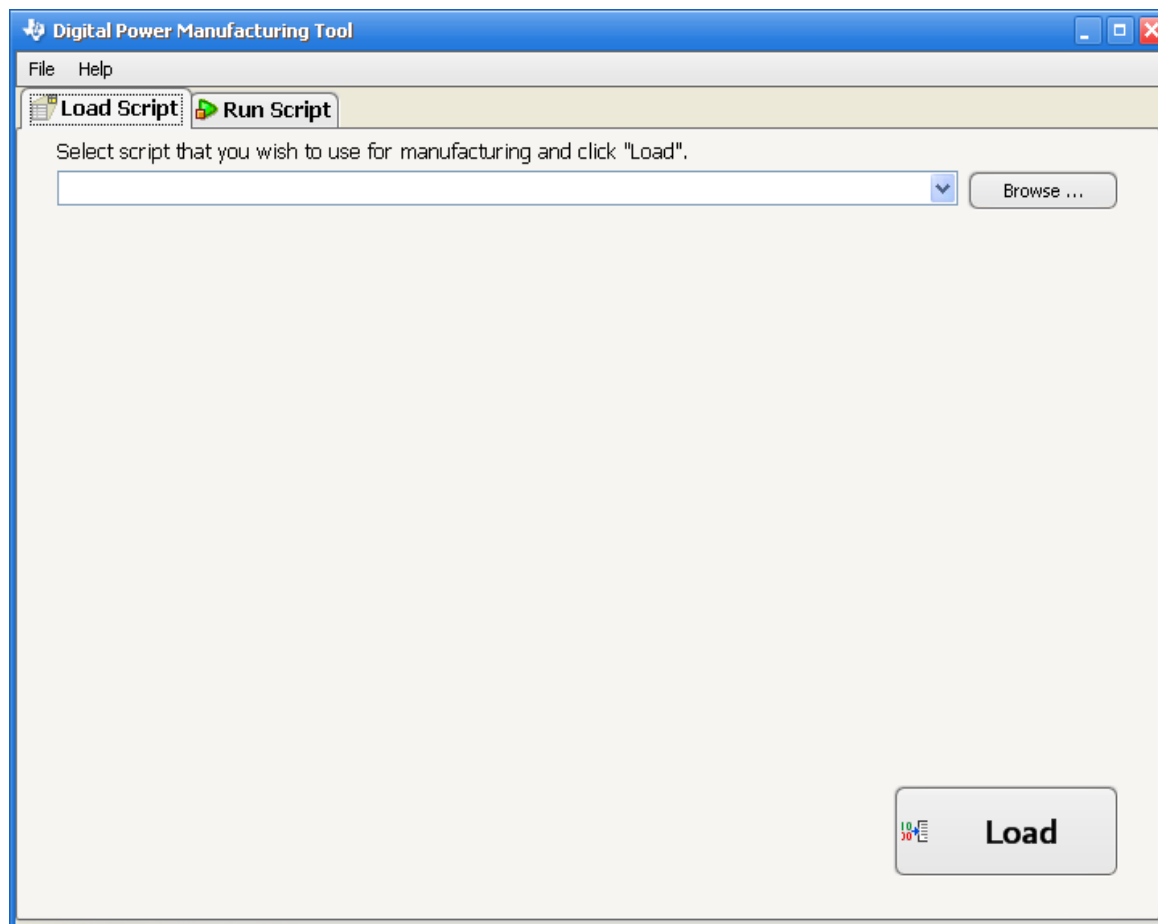 Digital Power Manufacturing Tool
File Help
Load Script Run Script
Select script that you wish to use for manufacturing and click "Load".
Browse ...
Load